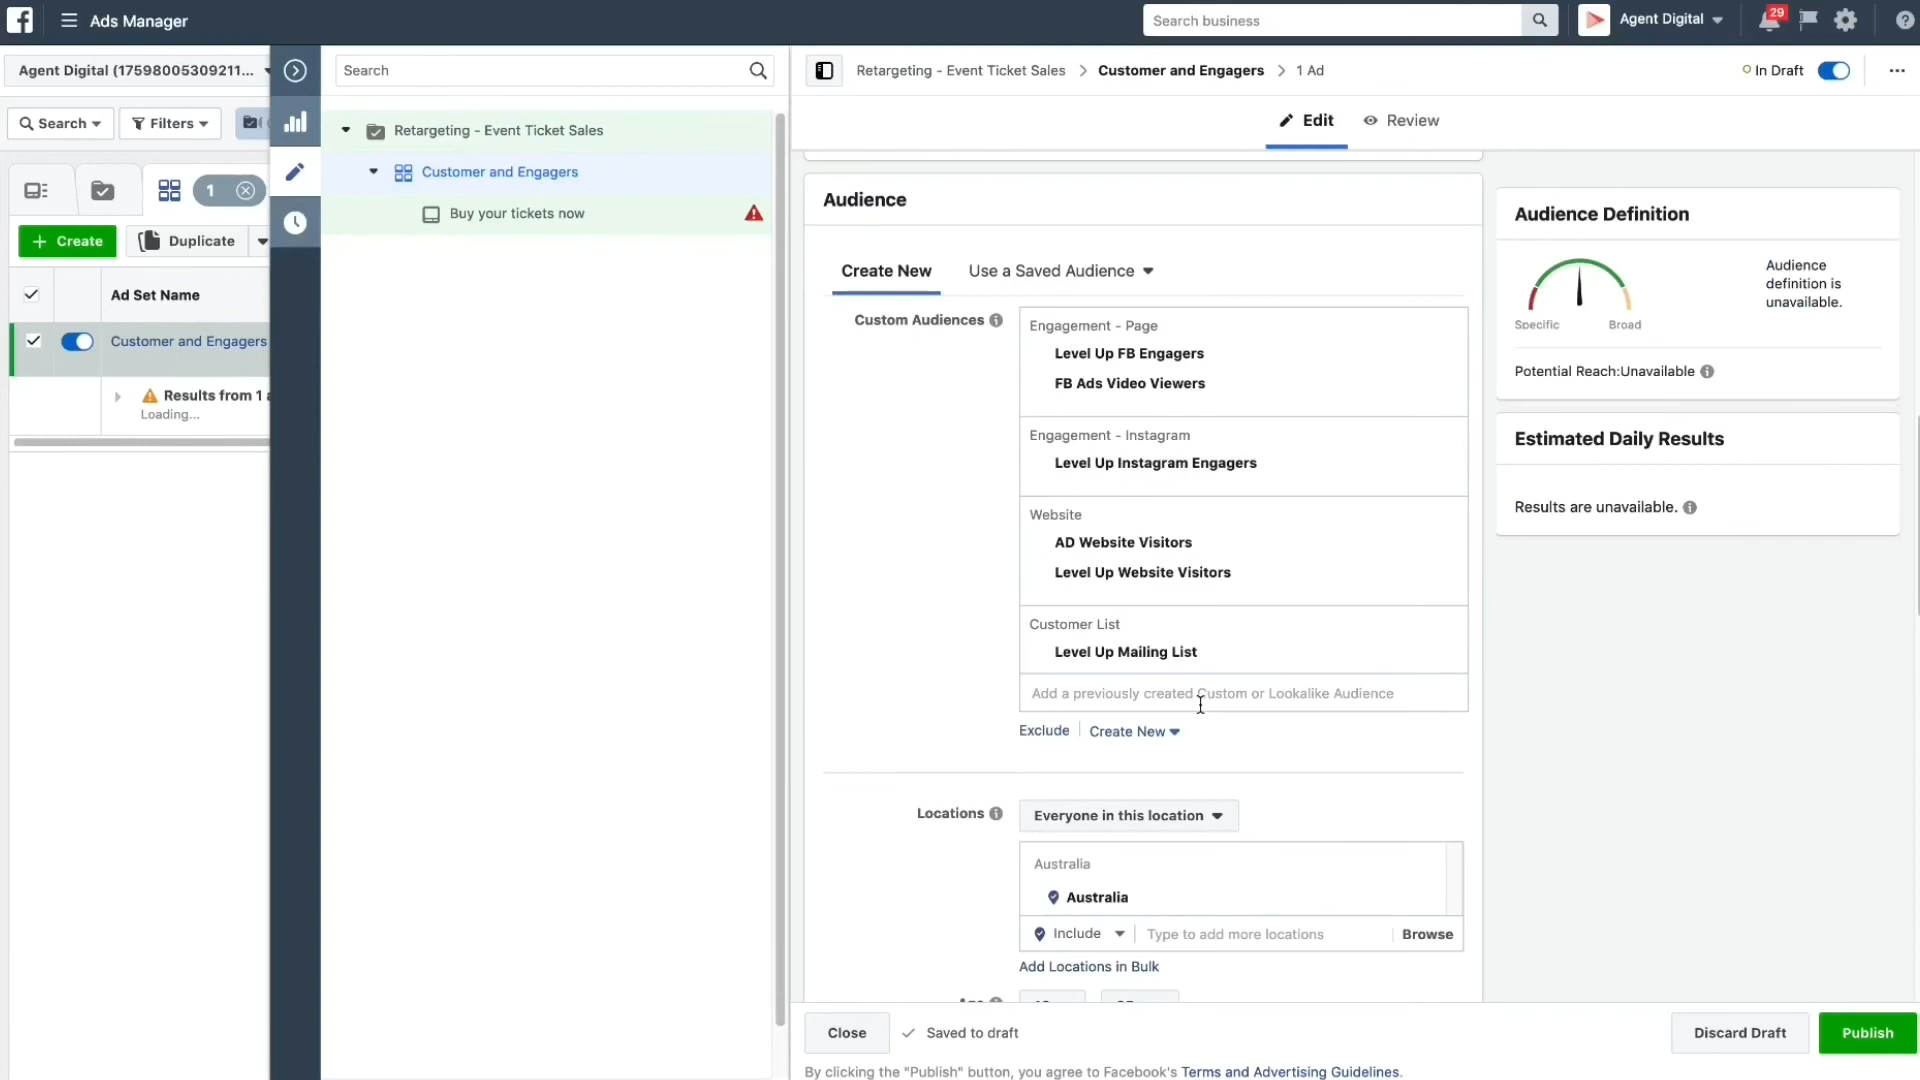 Ads Manager
Search business
Agent Digital
29
Agent Digital (17598005309211...
Search
Retargeting - Event Ticket Sales > Customer and Engagers > 1 Ad
In Draft
Search
Filters
Edit
Review
Retargeting - Event Ticket Sales
Customer and Engagers
Buy your tickets now
1
Create
Duplicate
Ad Set Name
Customer and Engagers
Results from 1 a
Loading...
Audience
Create New
Use a Saved Audience
Custom Audiences
Engagement - Page
Level Up FB Engagers
FB Ads Video Viewers
Engagement - Instagram
Level Up Instagram Engagers
Website
AD Website Visitors
Level Up Website Visitors
Customer List
Level Up Mailing List
Add a previously created Custom or Lookalike Audience
Exclude
Create New
Locations
Everyone in this location
Australia
Australia
Include
Type to add more locations
Browse
Add Locations in Bulk
Audience Definition
Audience
definition is
unavailable.
Specific
Broad
Potential Reach:Unavailable
Estimated Daily Results
Results are unavailable.
Close
Saved to draft
Discard Draft
Publish
By clicking the "Publish" button, you agree to Facebook's Terms and Advertising Guidelines.